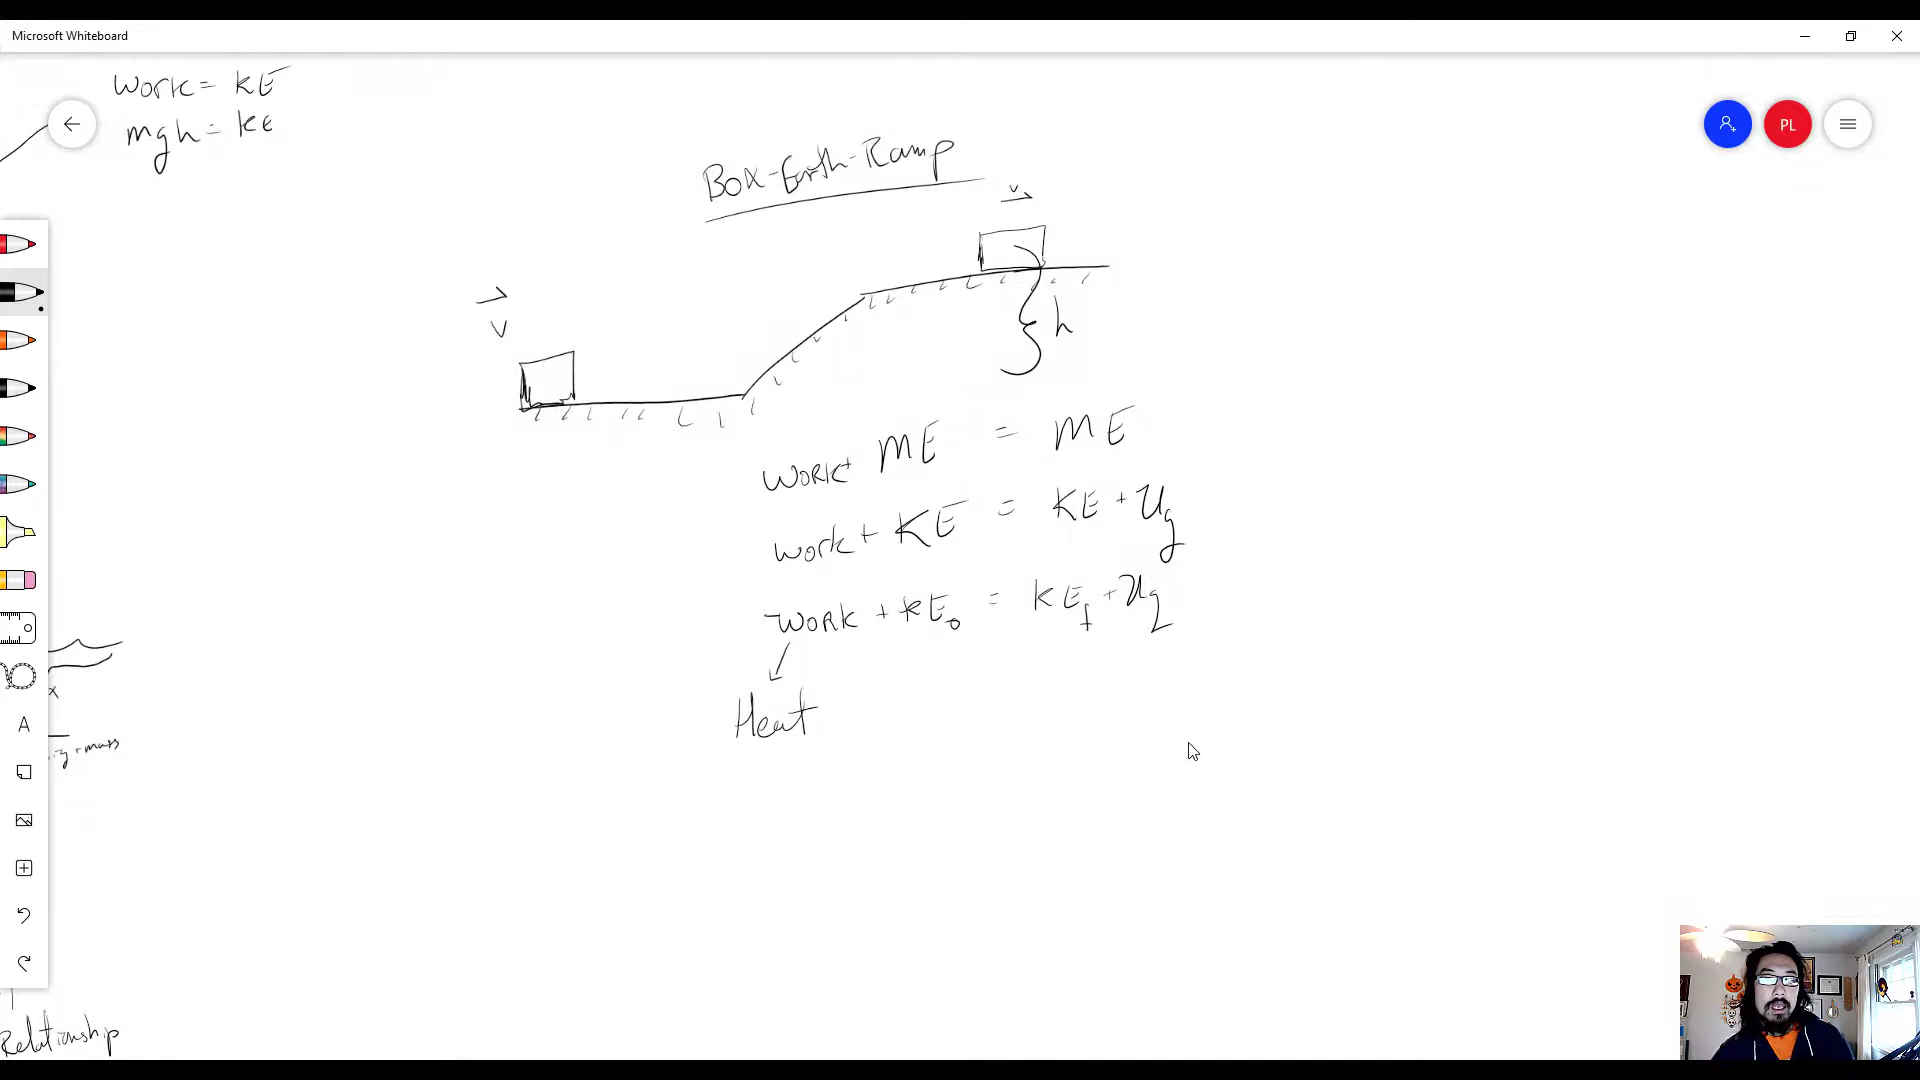 Microsoft Whiteboard
work = KE
mgh = KE
PL
Box-Earth-Ramp
v
v
h
work + ME = ME
work + KE = KE + Ug
work + KE₀ = KEf + Ug
Heat
x
+ mass
A
Relationship